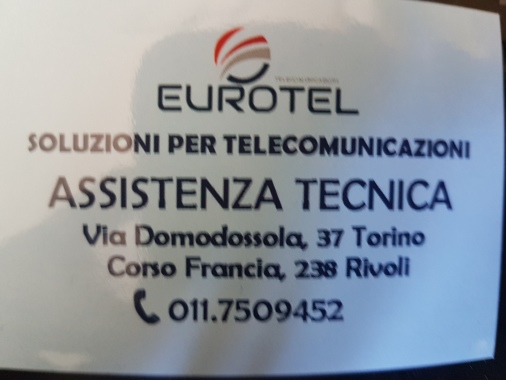 EUROTEL
SOLUZIONI PER TELECOMUNICAZIONI
ASSISTENZA TECNICA
Via Domodossola, 37 Torino
Corso Francia, 238 Rivoli
011.7509452